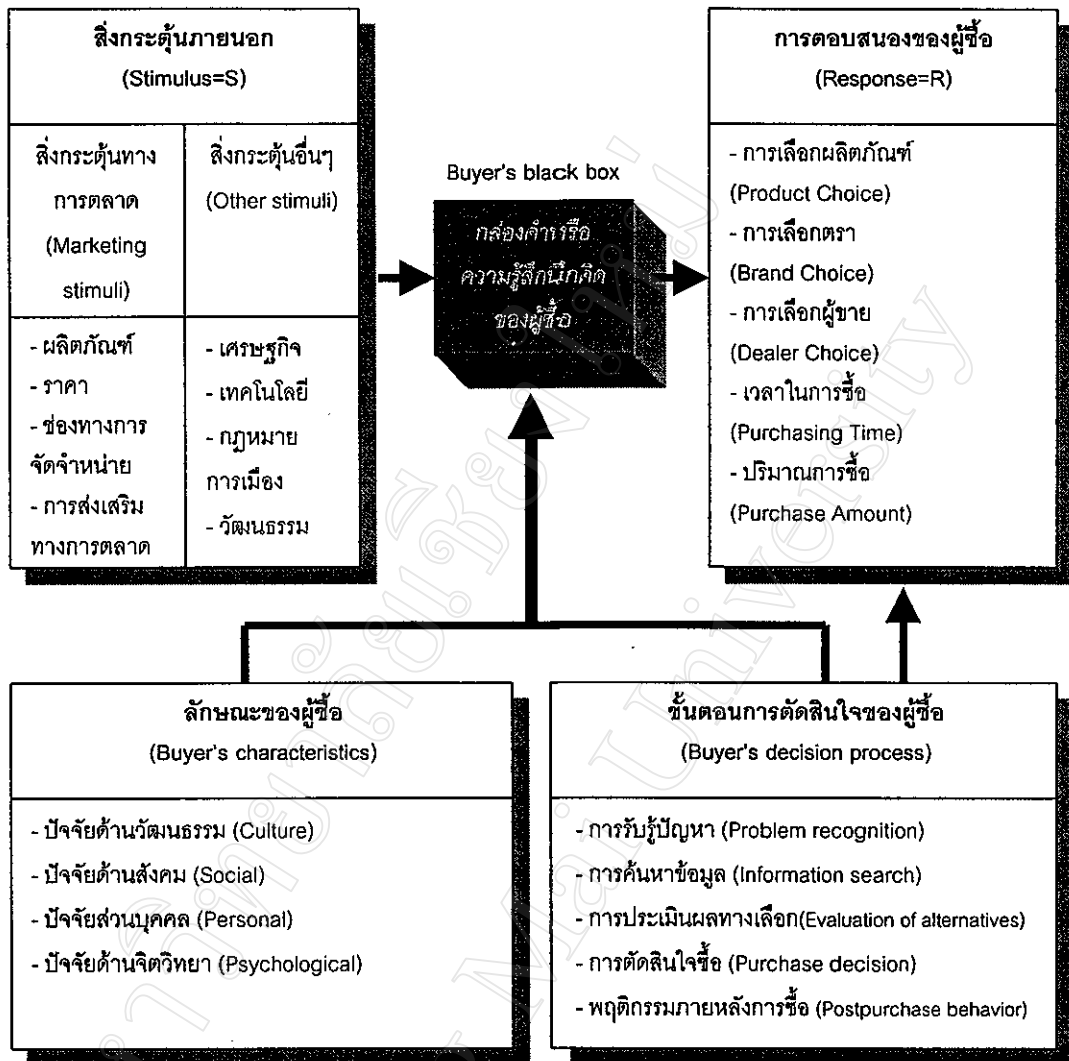 สิ่งกระตุ้นภายนอก
(Stimulus=S)
สิ่งกระตุ้นทาง
การตลาด
(Marketing
stimuli)
สิ่งกระตุ้นอื่นๆ
(Other stimuli)
- ผลิตภัณฑ์
- ราคา
- ช่องทางการ
จัดจำหน่าย
- การส่งเสริม
ทางการตลาด
- เศรษฐกิจ
- เทคโนโลยี
- กฎหมาย
การเมือง
- วัฒนธรรม
Buyer's black box
กล่องดำหรือ
ความรู้สึกนึกคิด
ของผู้ซื้อ
การตอบสนองของผู้ซื้อ
(Response=R)
- การเลือกผลิตภัณฑ์
(Product Choice)
- การเลือกตรา
(Brand Choice)
- การเลือกผู้ขาย
(Dealer Choice)
- เวลาในการซื้อ
(Purchasing Time)
- ปริมาณการซื้อ
(Purchase Amount)
ลักษณะของผู้ซื้อ
(Buyer's characteristics)
- ปัจจัยด้านวัฒนธรรม (Culture)
- ปัจจัยด้านสังคม (Social)
- ปัจจัยส่วนบุคคล (Personal)
- ปัจจัยด้านจิตวิทยา (Psychological)
ขั้นตอนการตัดสินใจของผู้ซื้อ
(Buyer's decision process)
- การรับรู้ปัญหา (Problem recognition)
- การค้นหาข้อมูล (Information search)
- การประเมินผลทางเลือก(Evaluation of alternatives)
- การตัดสินใจซื้อ (Purchase decision)
- พฤติกรรมภายหลังการซื้อ (Postpurchase behavior)
Mai University